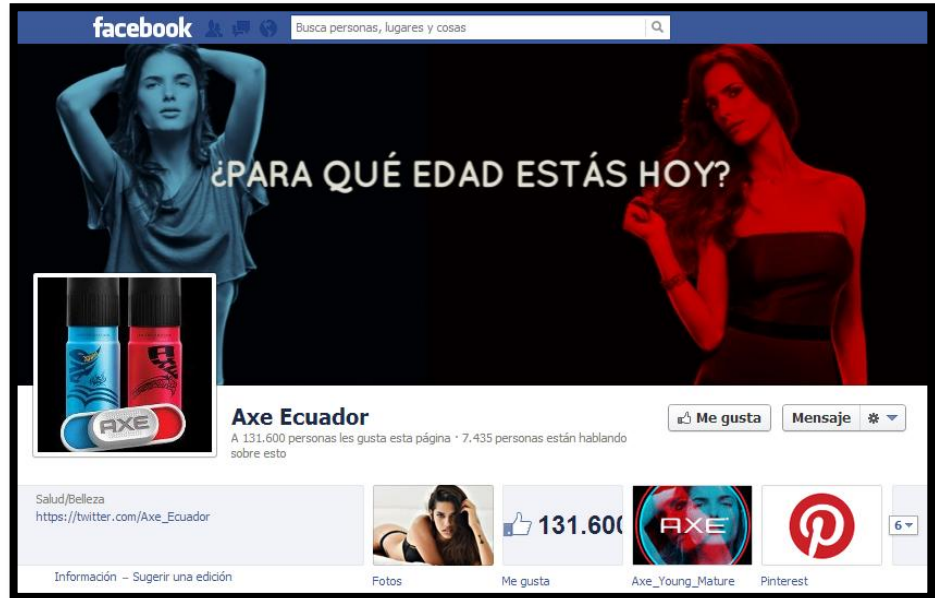 facebook
Busca personas, lugares y cosas
¿PARA QUÉ EDAD ESTÁS HOY?
AXE
Axe Ecuador
A 131.600 personas les gusta esta página · 7.435 personas están hablando
sobre esto
Me gusta
Mensaje
Salud/Belleza
https://twitter.com/Axe_Ecuador
131.600
AXE
6
Información – Sugerir una edición
Fotos
Me gusta
Axe_Young_Mature
Pinterest